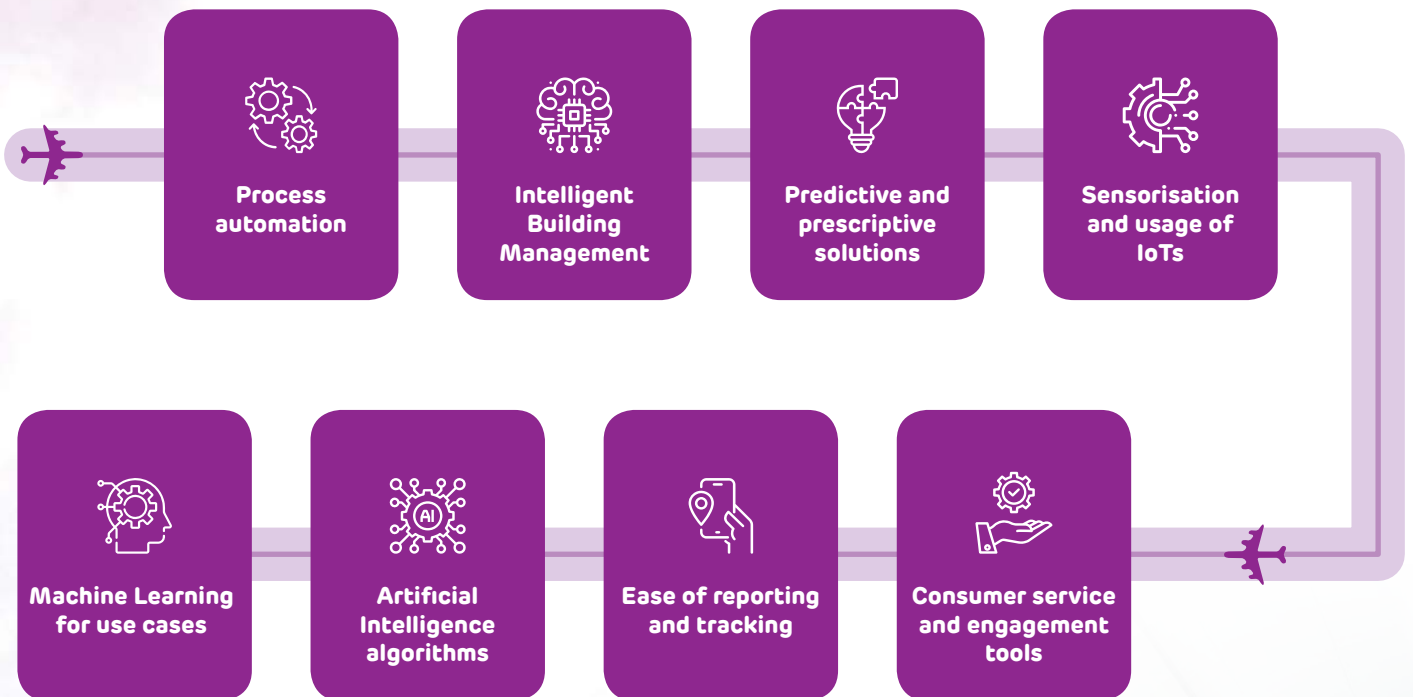 Process
automation
Intelligent
Building
Management
Predictive and
prescriptive
solutions
Sensorisation
and usage of
IoTs
Machine Learning
for use cases
AI
Artificial
Intelligence
algorithms
Ease of reporting
and tracking
Consumer service
and engagement
tools